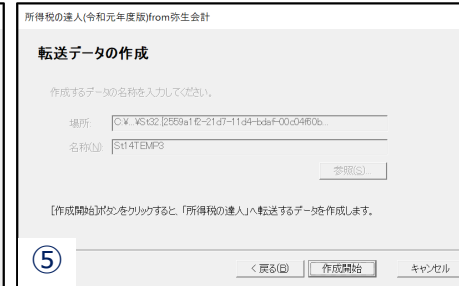 所得税の達人(令和元年度版)from弥生会計
転送データの作成
作成するデータの名称を入力してください。
場所 C:¥...¥St32.[2559a1f2-21d7-11d4-bdaf-00c04f60b...
名称(N) St14TEMP3
参照(S)...
[作成開始]ボタンをクリックすると、「所得税の達人」へ転送するデータを作成します。
⑤
< 戻る(B) 作成開始 キャンセル